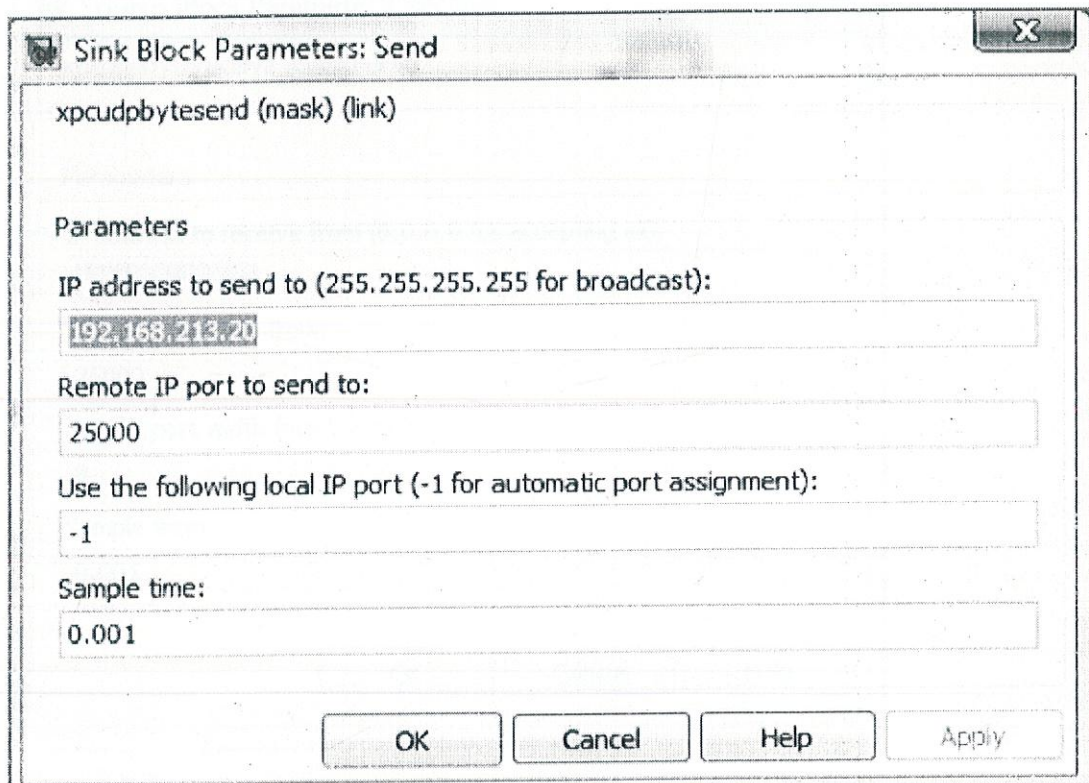 Sink Block Parameters: Send
X
xpcudpbytesend (mask) (link)
Parameters
IP address to send to (255.255.255.255 for broadcast):
192.168.213.20
Remote IP port to send to:
25000
Use the following local IP port (-1 for automatic port assignment):
-1
Sample time:
0.001
OK Cancel Help Apply